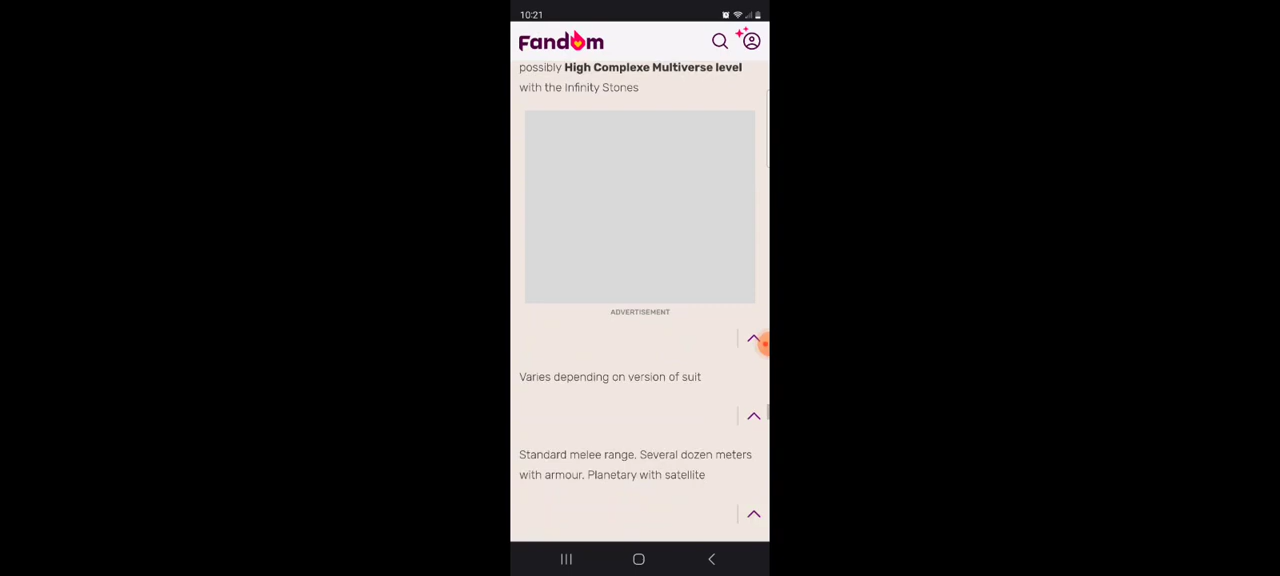 10:21
Fandom
possibly High Complexe Multiverse level
with the Infinity Stones
ADVERTISEMENT
Varies depending on version of suit
Standard melee range. Several dozen meters
with armour. Planetary with satellite